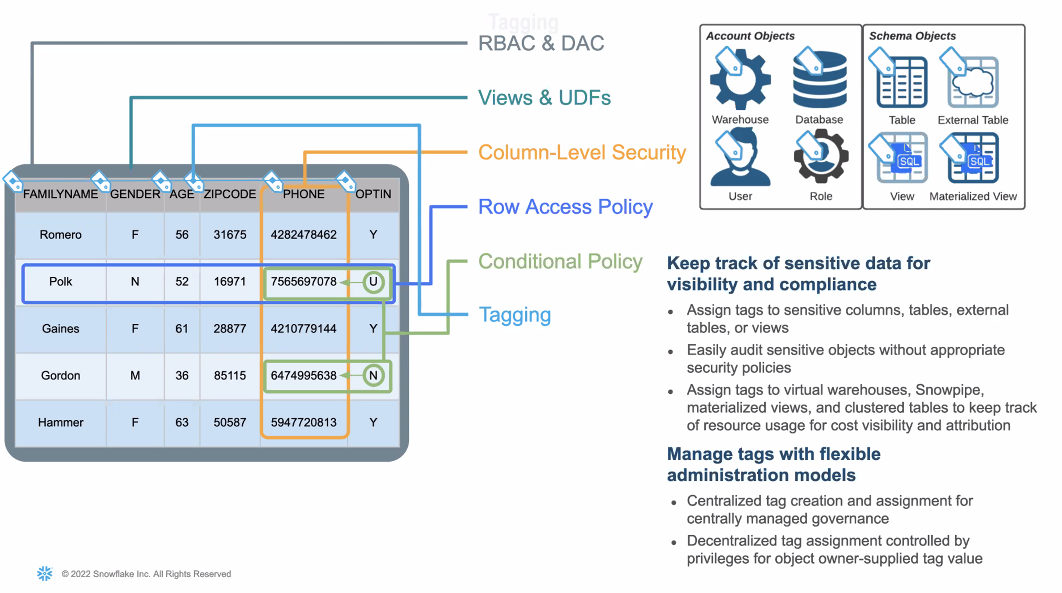 Tagging
RBAC & DAC
Views & UDFs
Column-Level Security
Row Access Policy
Conditional Policy
Tagging
FAMILYNAME GENDER AGE ZIPCODE PHONE OPTIN
Romero F 56 31675 4282478462 Y
Polk N 52 16971 7565697078 U
Gaines F 61 28877 4210779144 Y
Gordon M 36 85115 6474995638 N
Hammer F 63 50587 5947720813 Y
Account Objects
Warehouse Database
User Role
Schema Objects
Table External Table
SQL SQL
View Materialized View
Keep track of sensitive data for
visibility and compliance
• Assign tags to sensitive columns, tables, external
tables, or views
• Easily audit sensitive objects without appropriate
security policies
• Assign tags to virtual warehouses, Snowpipe,
materialized views, and clustered tables to keep track
of resource usage for cost visibility and attribution
Manage tags with flexible
administration models
• Centralized tag creation and assignment for
centrally managed governance
• Decentralized tag assignment controlled by
privileges for object owner-supplied tag value
© 2022 Snowflake Inc. All Rights Reserved